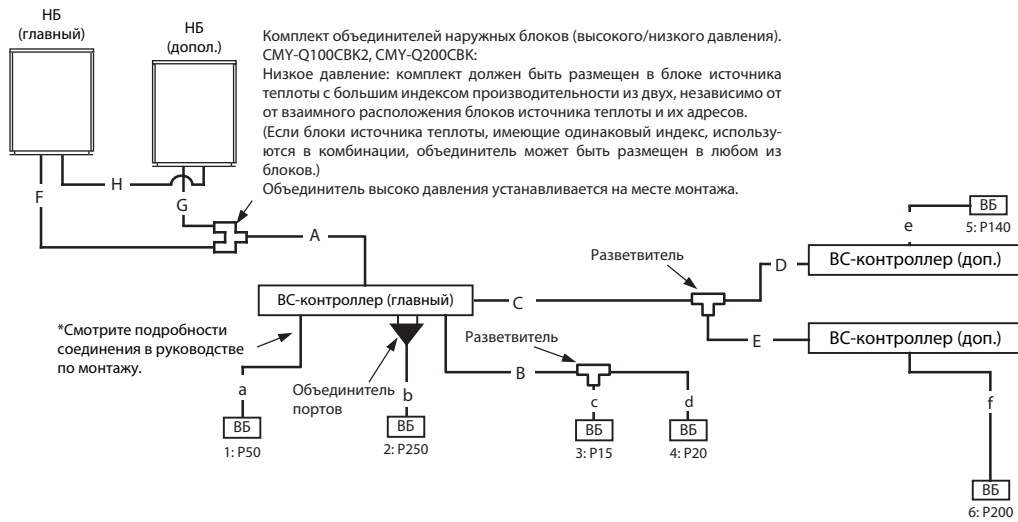 НБ
(главный)
НБ
(допол.)
Комплект объединителей наружных блоков (высокого/низкого давления).
CMY-Q100CBK2, CMY-Q200CBK:
Низкое давление: комплект должен быть размещен в блоке источника
теплоты с большим индексом производительности из двух, независимо от
от взаимного расположения блоков источника теплоты и их адресов.
(Если блоки источника теплоты, имеющие одинаковый индекс, использу-
ются в комбинации, объединитель может быть размещен в любом из
блоков.)
Объединитель высоко давления устанавливается на месте монтажа.
F
H
G
A
ВС-контроллер (главный)
*Смотрите подробности
соединения в руководстве
по монтажу.
Объединитель
портов
a
ВБ
1: P50
b
ВБ
2: P250
B
Разветвитель
c
ВБ
3: P15
d
ВБ
4: P20
C
Разветвитель
D
E
e
ВБ
5: P140
ВС-контроллер (доп.)
ВС-контроллер (доп.)
f
ВБ
6: P200